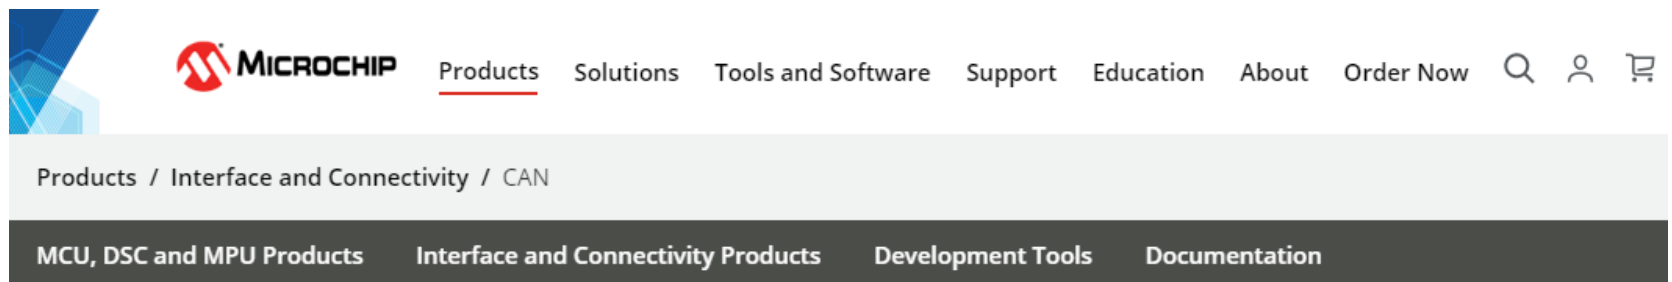 MICROCHIP Products Solutions Tools and Software Support Education About Order Now
Products / Interface and Connectivity / CAN
MCU, DSC and MPU Products Interface and Connectivity Products Development Tools Documentation